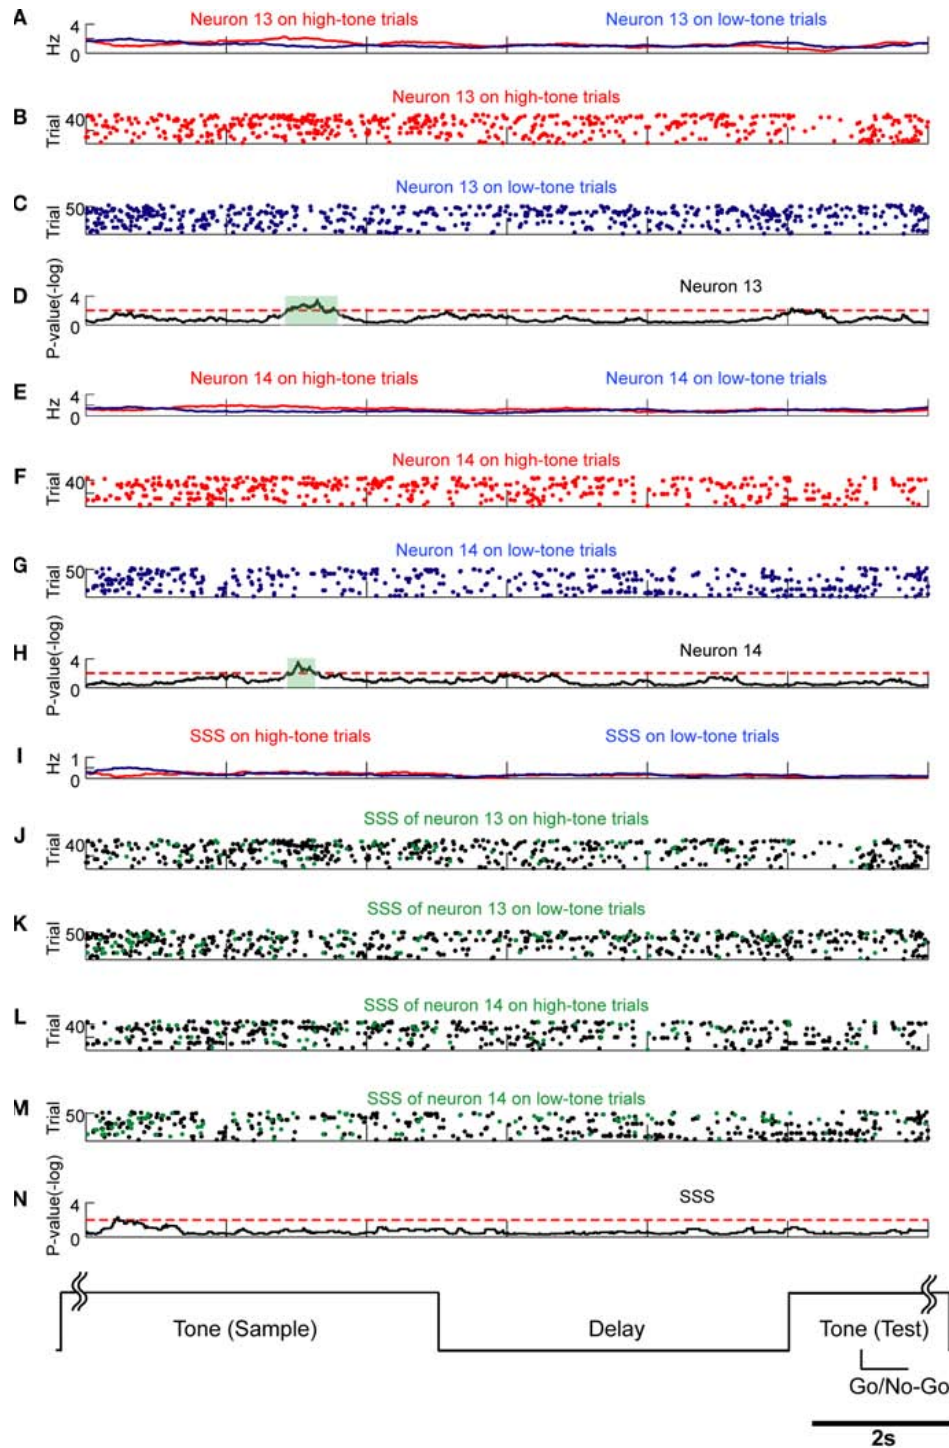 A
Neuron 13 on high-tone trials
Neuron 13 on low-tone trials
Hz
4
0
B
Neuron 13 on high-tone trials
Trial
40
C
Neuron 13 on low-tone trials
Trial
50
D
Neuron 13
P-value(-log)
4
0
E
Neuron 14 on high-tone trials
Neuron 14 on low-tone trials
Hz
4
0
F
Neuron 14 on high-tone trials
Trial
40
G
Neuron 14 on low-tone trials
Trial
50
H
Neuron 14
P-value(-log)
4
0
I
SSS on high-tone trials
SSS on low-tone trials
Hz
1
0
J
SSS of neuron 13 on high-tone trials
Trial
40
K
SSS of neuron 13 on low-tone trials
Trial
50
L
SSS of neuron 14 on high-tone trials
Trial
40
M
SSS of neuron 14 on low-tone trials
Trial
50
N
SSS
P-value(-log)
4
0
Tone (Sample)
Delay
Tone (Test)
Go/No-Go
2s